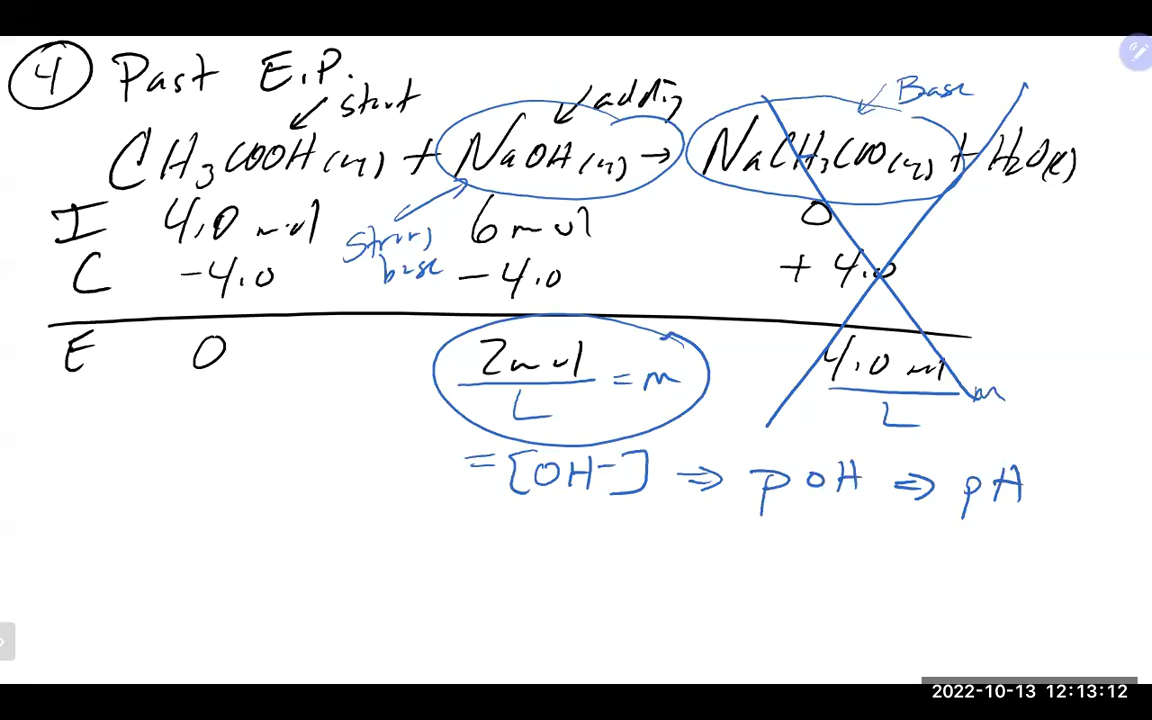 ④ Past E.P.
start
adding
Base
CH₃COOH(aq) + NaOH(aq) → NaCH₃COO(aq) + H₂O(l)
I 4.0 mol 6 mol 0
Strong base
C -4.0 -4.0 + 4.0
E 0 2 mol / L = M 4.0 mol / L M
= [OH-] ⇒ pOH ⇒ pH
2022-10-13 12:13:12